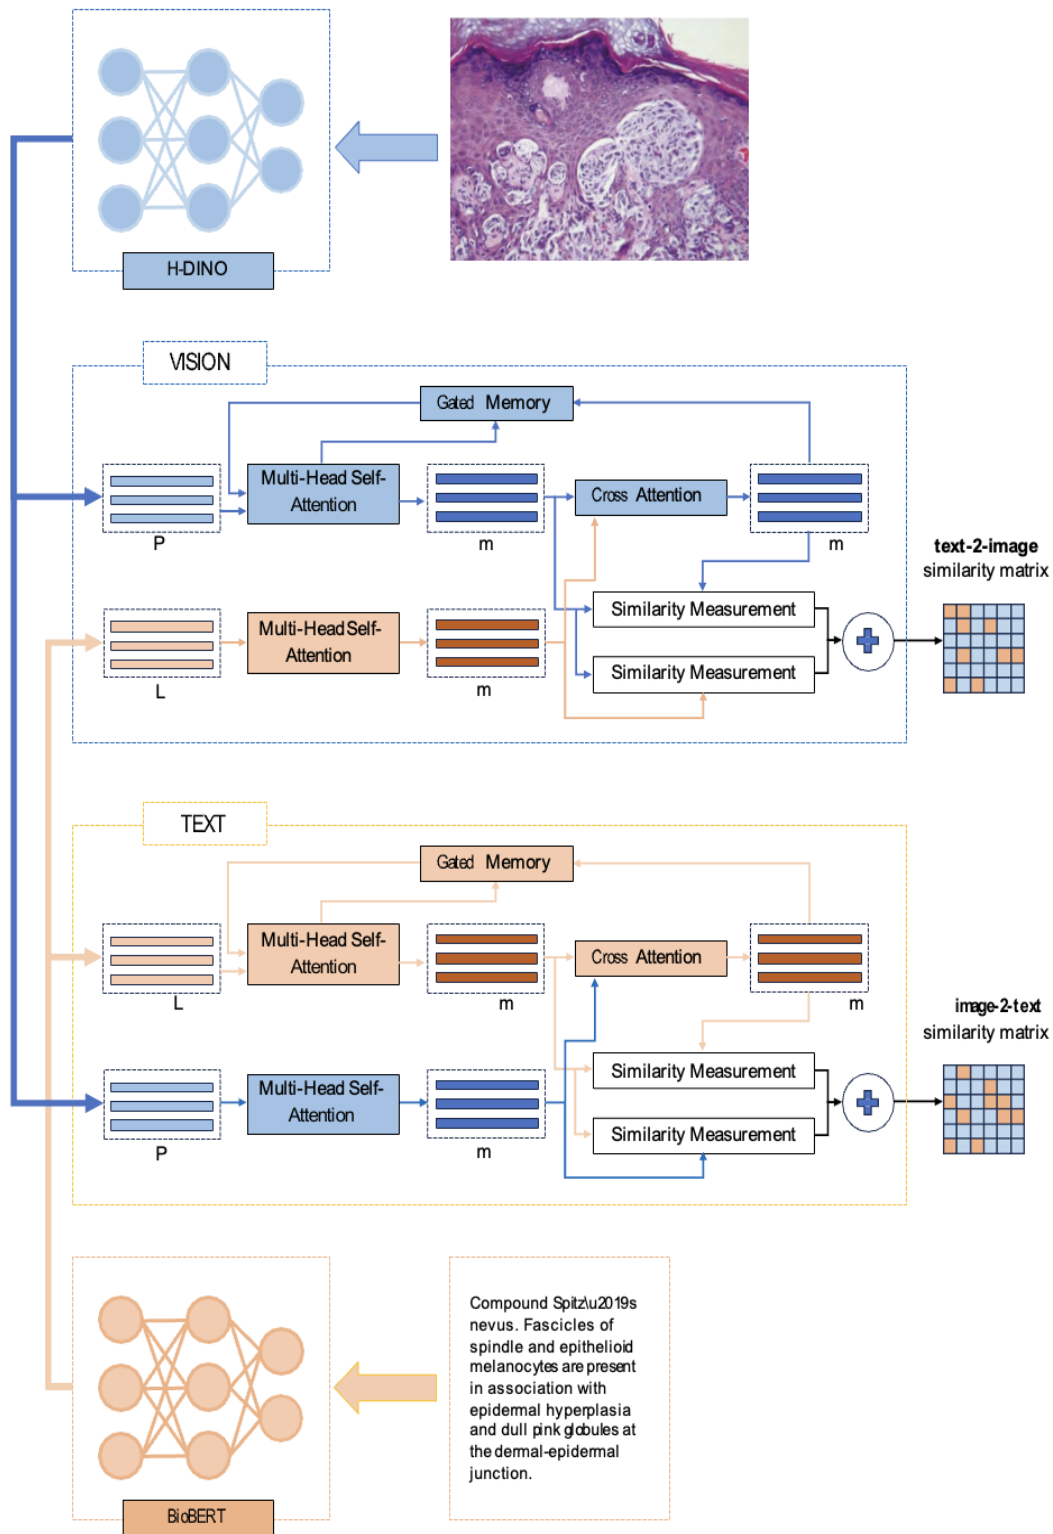 H-DINO
VISION
Gated Memory
Multi-Head Self-
Attention
P
m
Cross Attention
m
text-2-image
similarity matrix
Similarity Measurement
Multi-Head Self-
Attention
L
m
Similarity Measurement
TEXT
Gated Memory
Multi-Head Self-
Attention
L
m
Cross Attention
m
image-2-text
similarity matrix
Similarity Measurement
Multi-Head Self-
Attention
P
m
Similarity Measurement
Compound Spitz\u2019s
nevus. Fascicles of
spindle and epithelioid
melanocytes are present
in association with
epidermal hyperplasia
and dull pink globules at
the dermal-epidermal
junction.
BioBERT